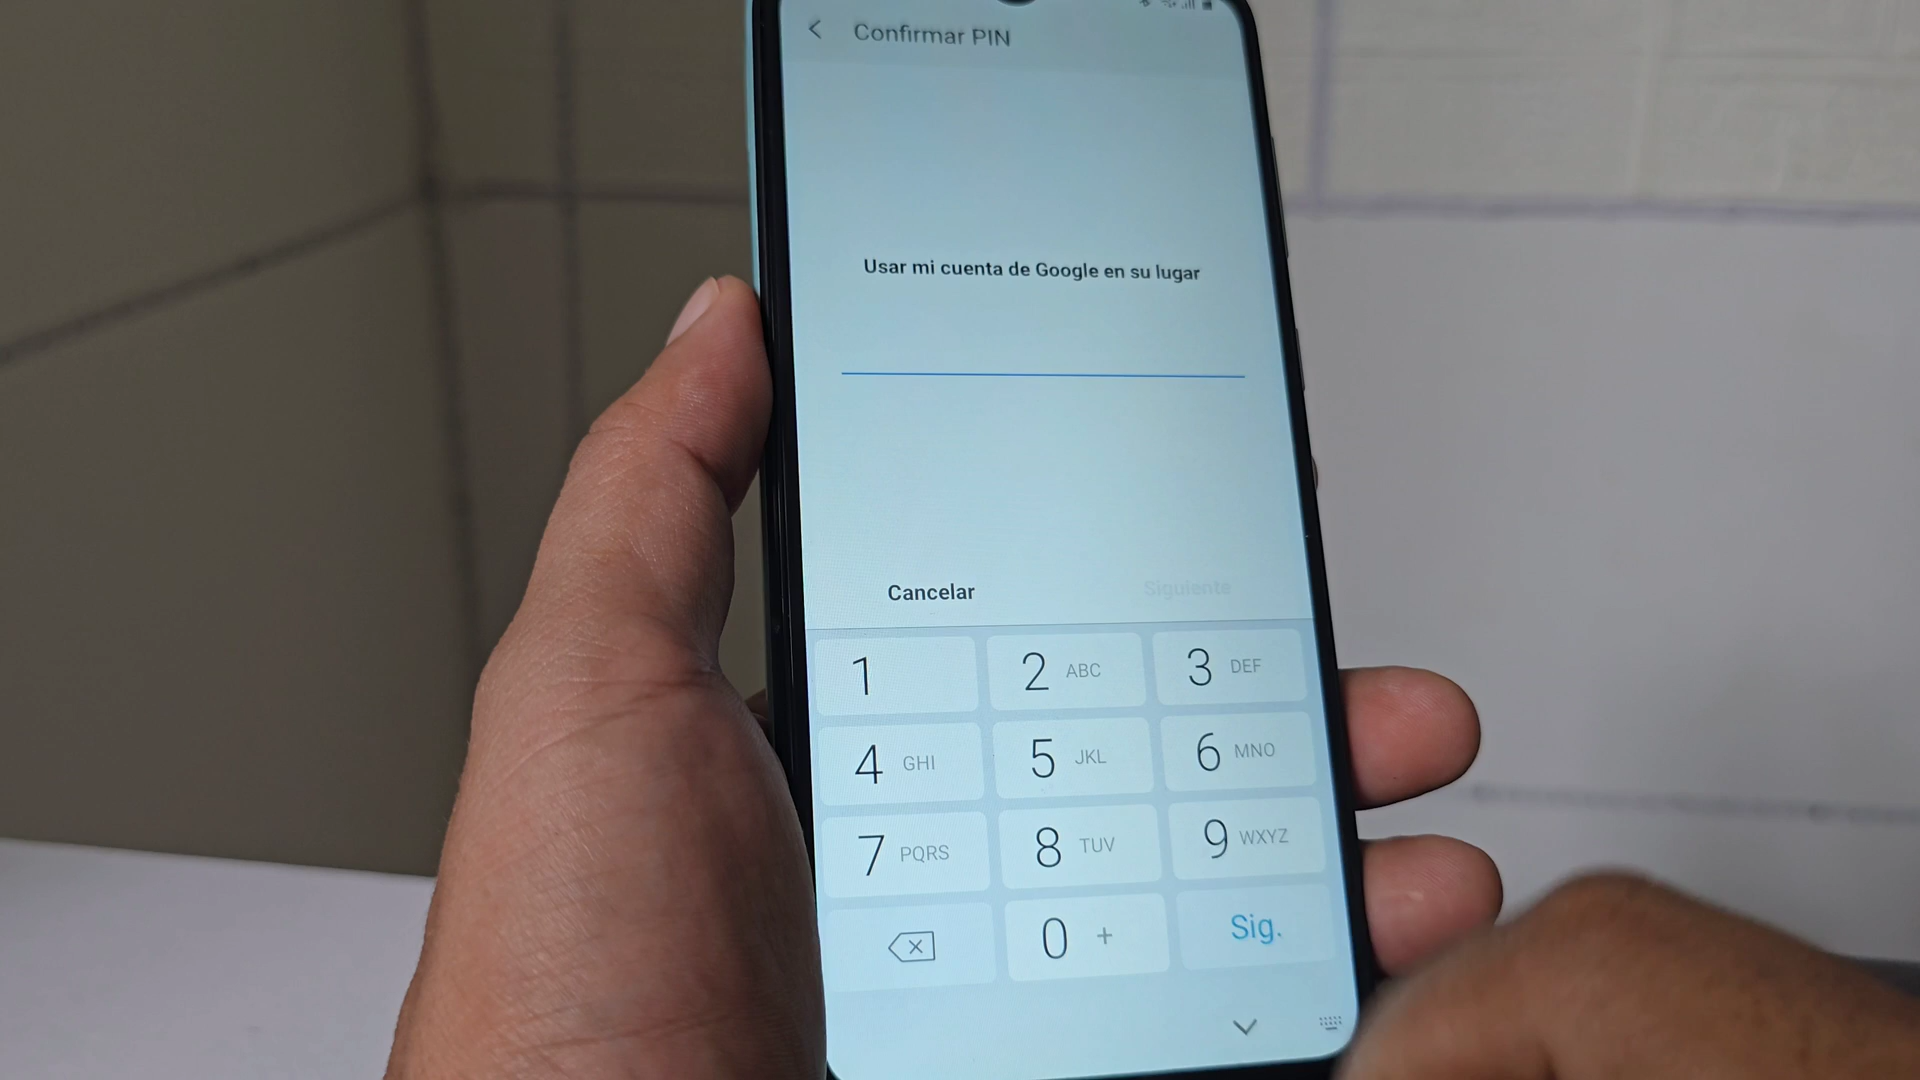 Confirmar PIN
Usar mi cuenta de Google en su lugar
Cancelar Siguiente
1 2 ABC 3 DEF
4 GHI 5 JKL 6 MNO
7 PQRS 8 TUV 9 WXYZ
0 + Sig.